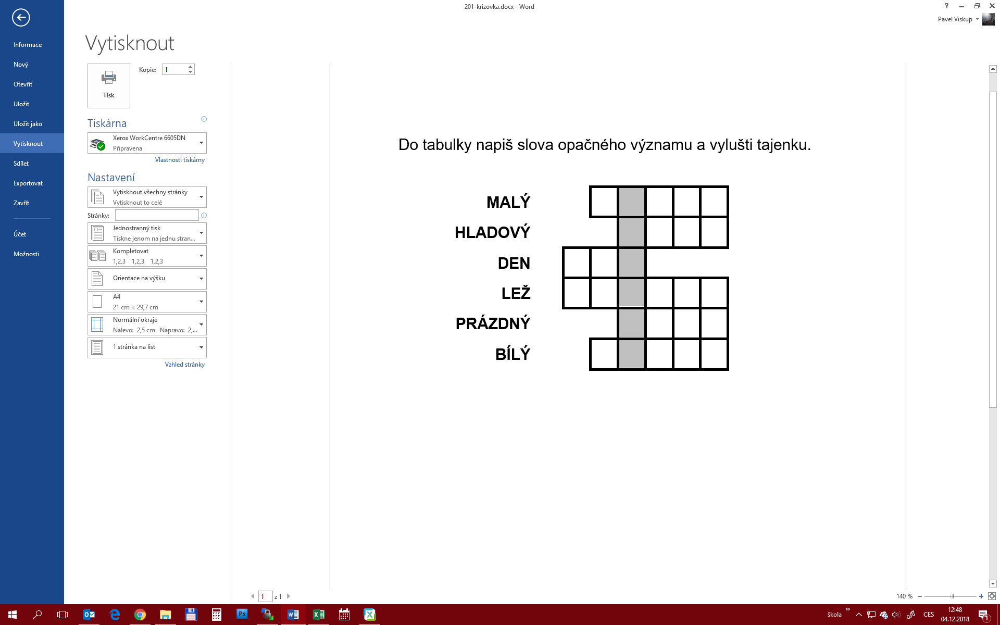 201-krizovka.docx - Word
?
Pavel Viskup
Informace
Nový
Otevřít
Uložit
Uložit jako
Vytisknout
Sdílet
Exportovat
Zavřít
Účet
Možnosti
Vytisknout
Tisk
Kopie: 1
Tiskárna
Xerox WorkCentre 6605DN
Připravena
Vlastnosti tiskárny
Nastavení
Vytisknout všechny stránky
Vytisknout to celé
Stránky:
Jednostranný tisk
Tiskne jenom na jednu stran...
Kompletovat
1,2,3 1,2,3 1,2,3
Orientace na výšku
A4
21 cm × 29,7 cm
Normální okraje
Nalevo: 2,5 cm Napravo: 2,...
1 stránka na list
Vzhled stránky
Do tabulky napiš slova opačného významu a vylušti tajenku.
MALÝ
HLADOVÝ
DEN
LEŽ
PRÁZDNÝ
BÍLÝ
1 z 1
140 %
škola
CES
12:48
04.12.2018
1